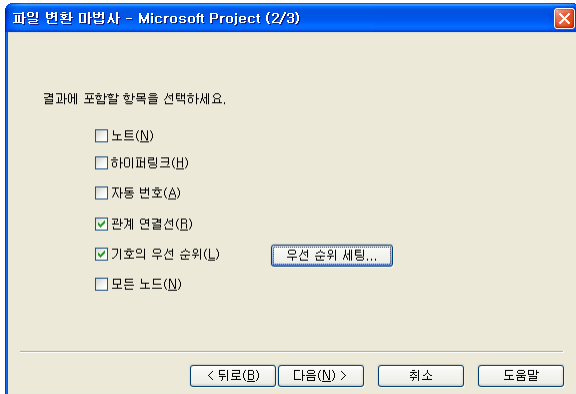 파일 변환 마법사 - Microsoft Project (2/3)
결과에 포함할 항목을 선택하세요.
노트(N)
하이퍼링크(H)
자동 번호(A)
관계 연결선(R)
기호의 우선 순위(L) 우선 순위 세팅...
모든 노드(N)
< 뒤로(B) 다음(N) > 취소 도움말